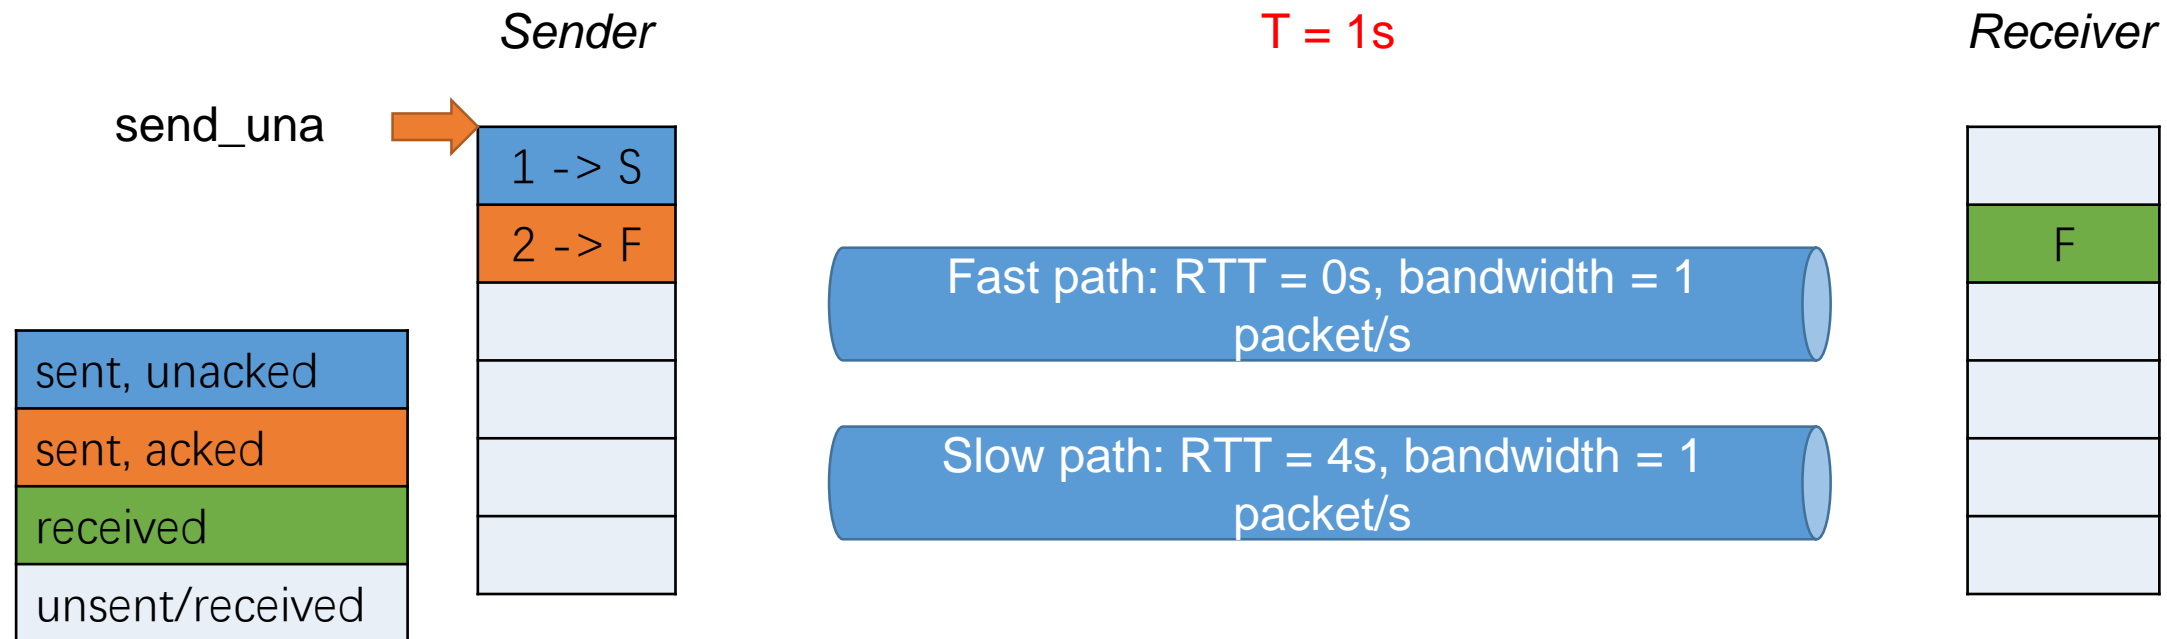 Sender
T = 1s
Receiver
send_una
1 -> S
2 -> F
F
Fast path: RTT = 0s, bandwidth = 1
packet/s
Slow path: RTT = 4s, bandwidth = 1
packet/s
sent, unacked
sent, acked
received
unsent/received